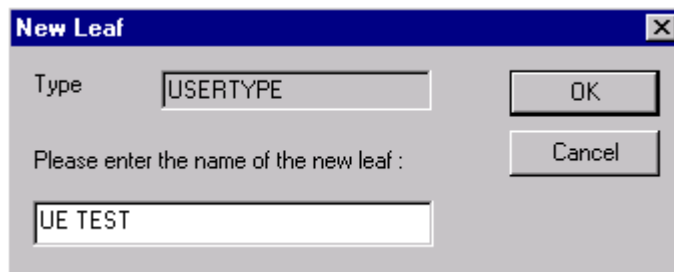 New Leaf
Type USERTYPE
OK
Please enter the name of the new leaf :
Cancel
UE TEST